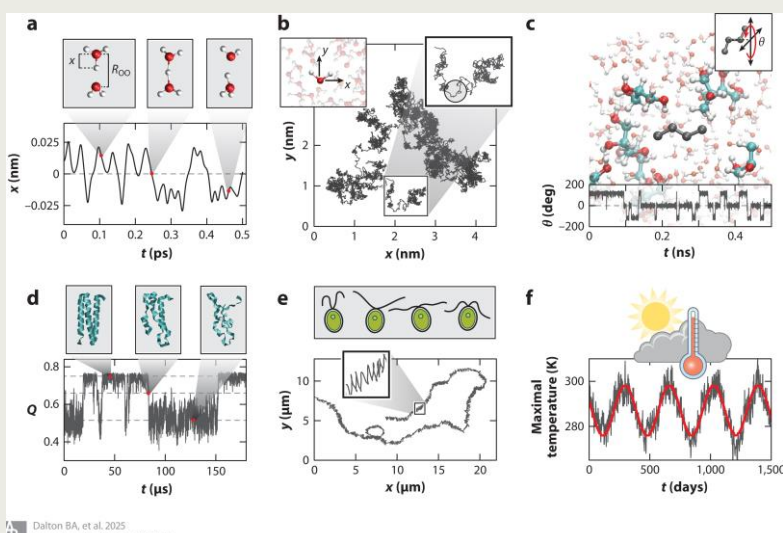 a
x
R_OO
x (nm)
0.025
0
−0.025
0
0.1
0.2
0.3
0.4
0.5
t (ps)
b
y
x
y (nm)
4
3
2
1
0
0
1
2
3
4
x (nm)
c
θ
θ (deg)
200
0
−200
0
0.2
0.4
t (ns)
d
Q
0.8
0.6
0.4
0
50
100
150
t (μs)
e
y (μm)
10
5
0
0
5
10
15
20
x (μm)
f
Maximal
temperature (K)
300
280
0
500
1,000
1,500
t (days)
Dalton BA, et al. 2025